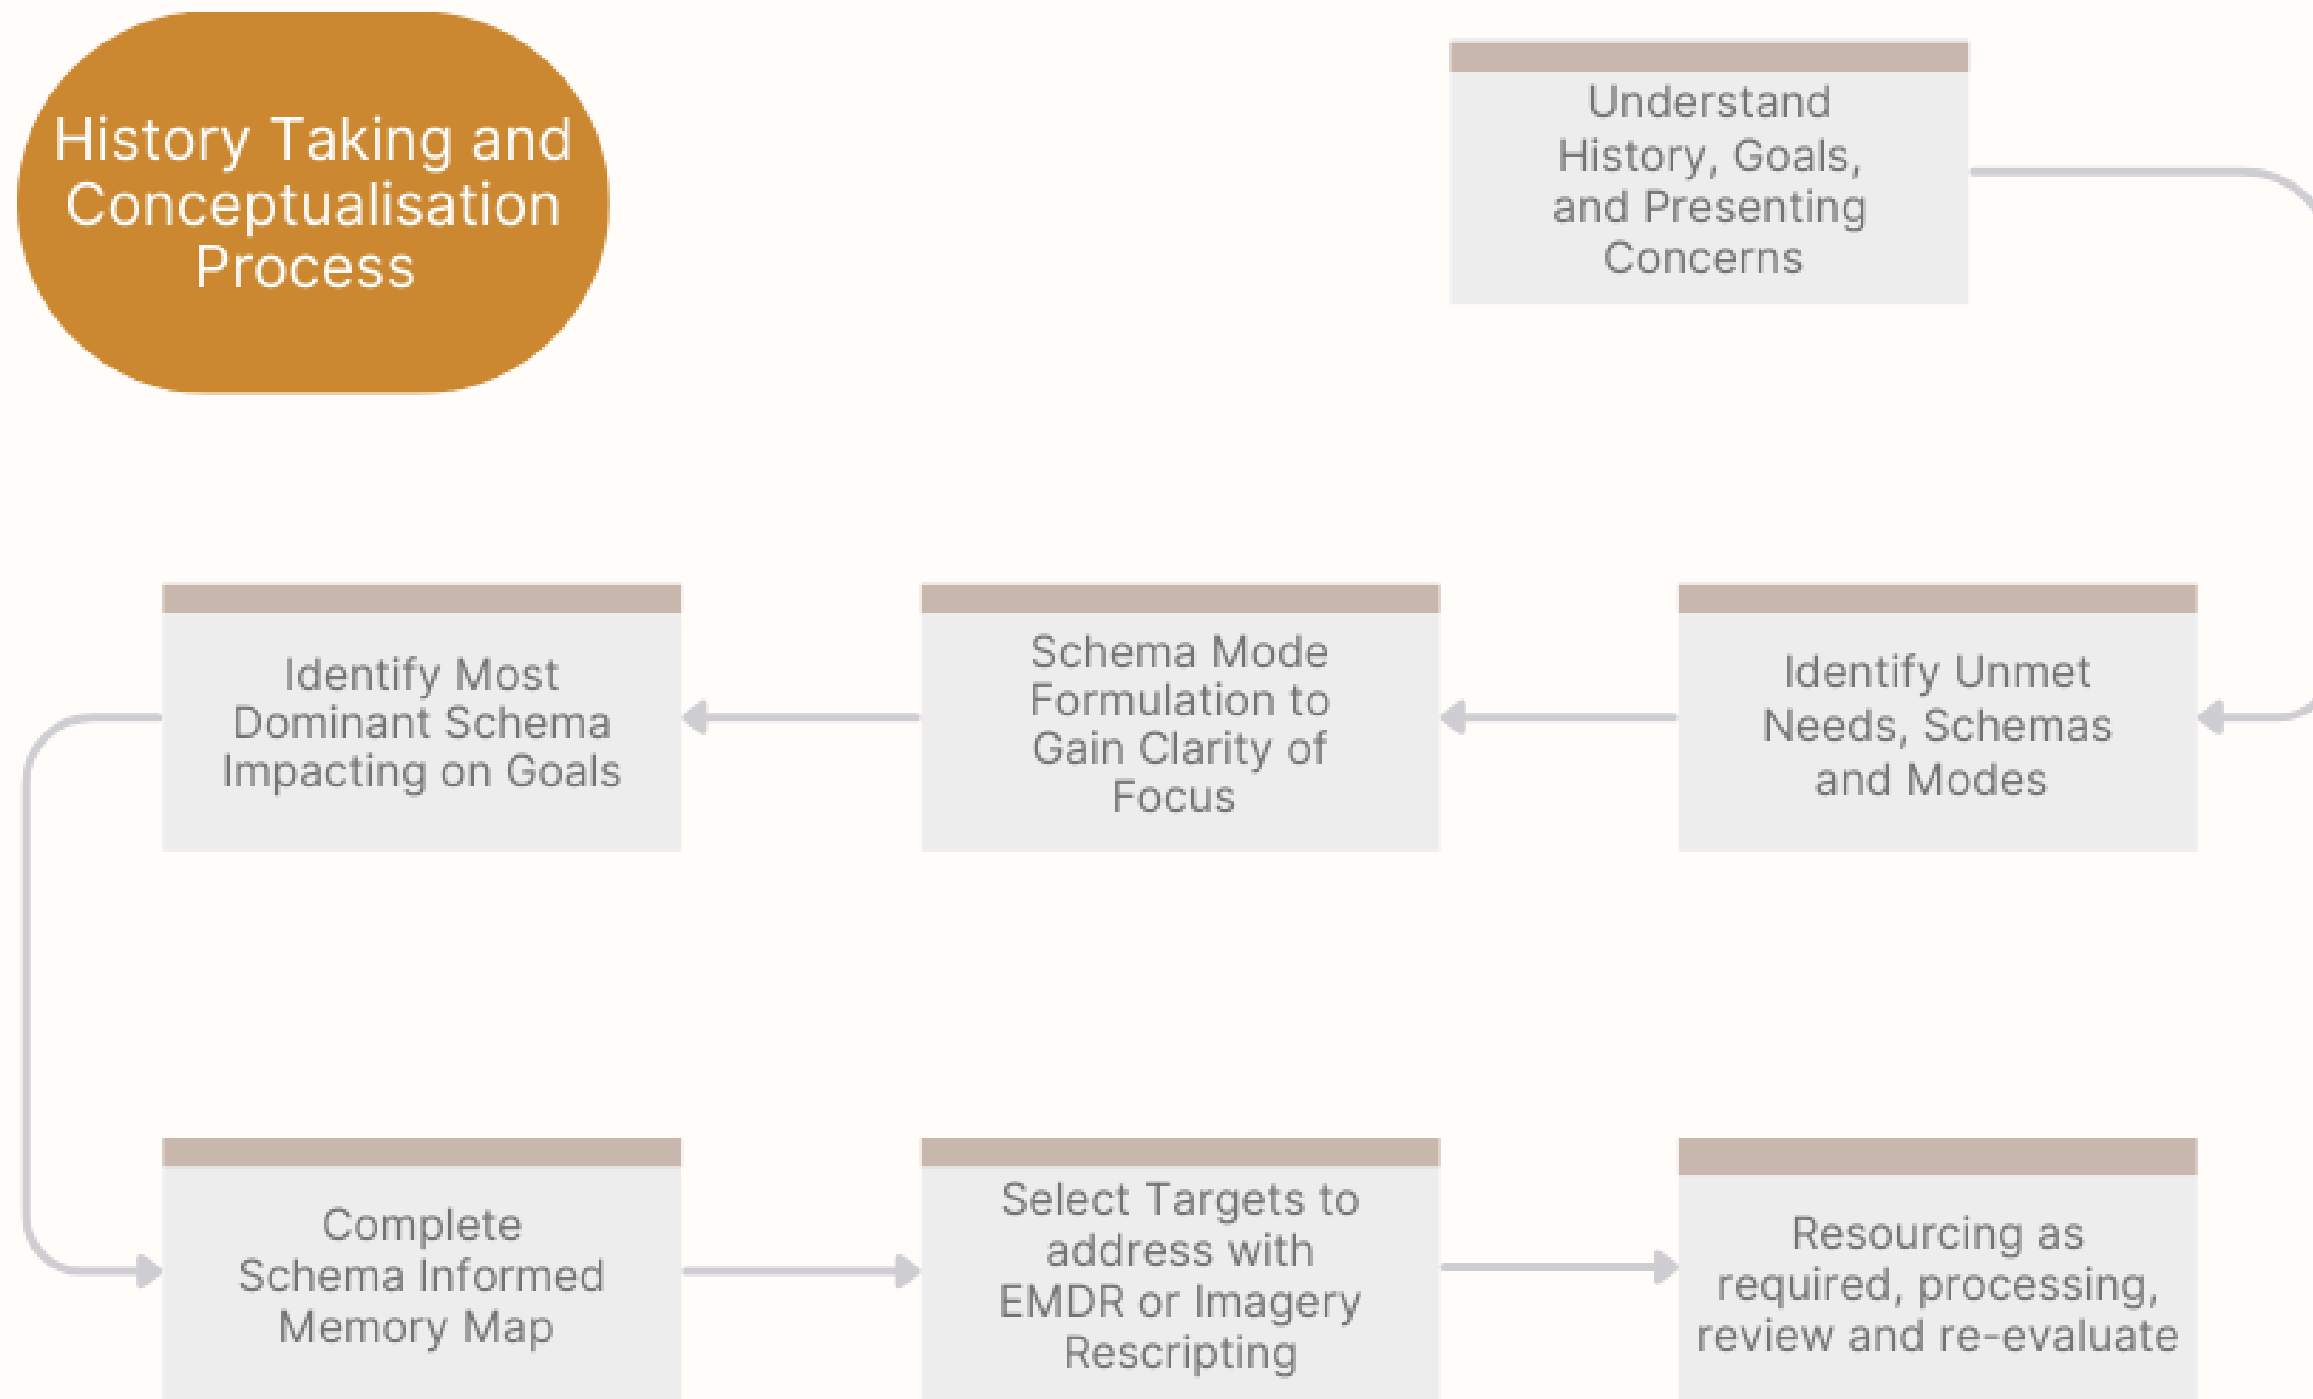 History Taking and
Conceptualisation
Process
Understand
History, Goals,
and Presenting
Concerns
Identify Unmet
Needs, Schemas
and Modes
Schema Mode
Formulation to
Gain Clarity of
Focus
Identify Most
Dominant Schema
Impacting on Goals
Complete
Schema Informed
Memory Map
Select Targets to
address with
EMDR or Imagery
Rescripting
Resourcing as
required, processing,
review and re-evaluate